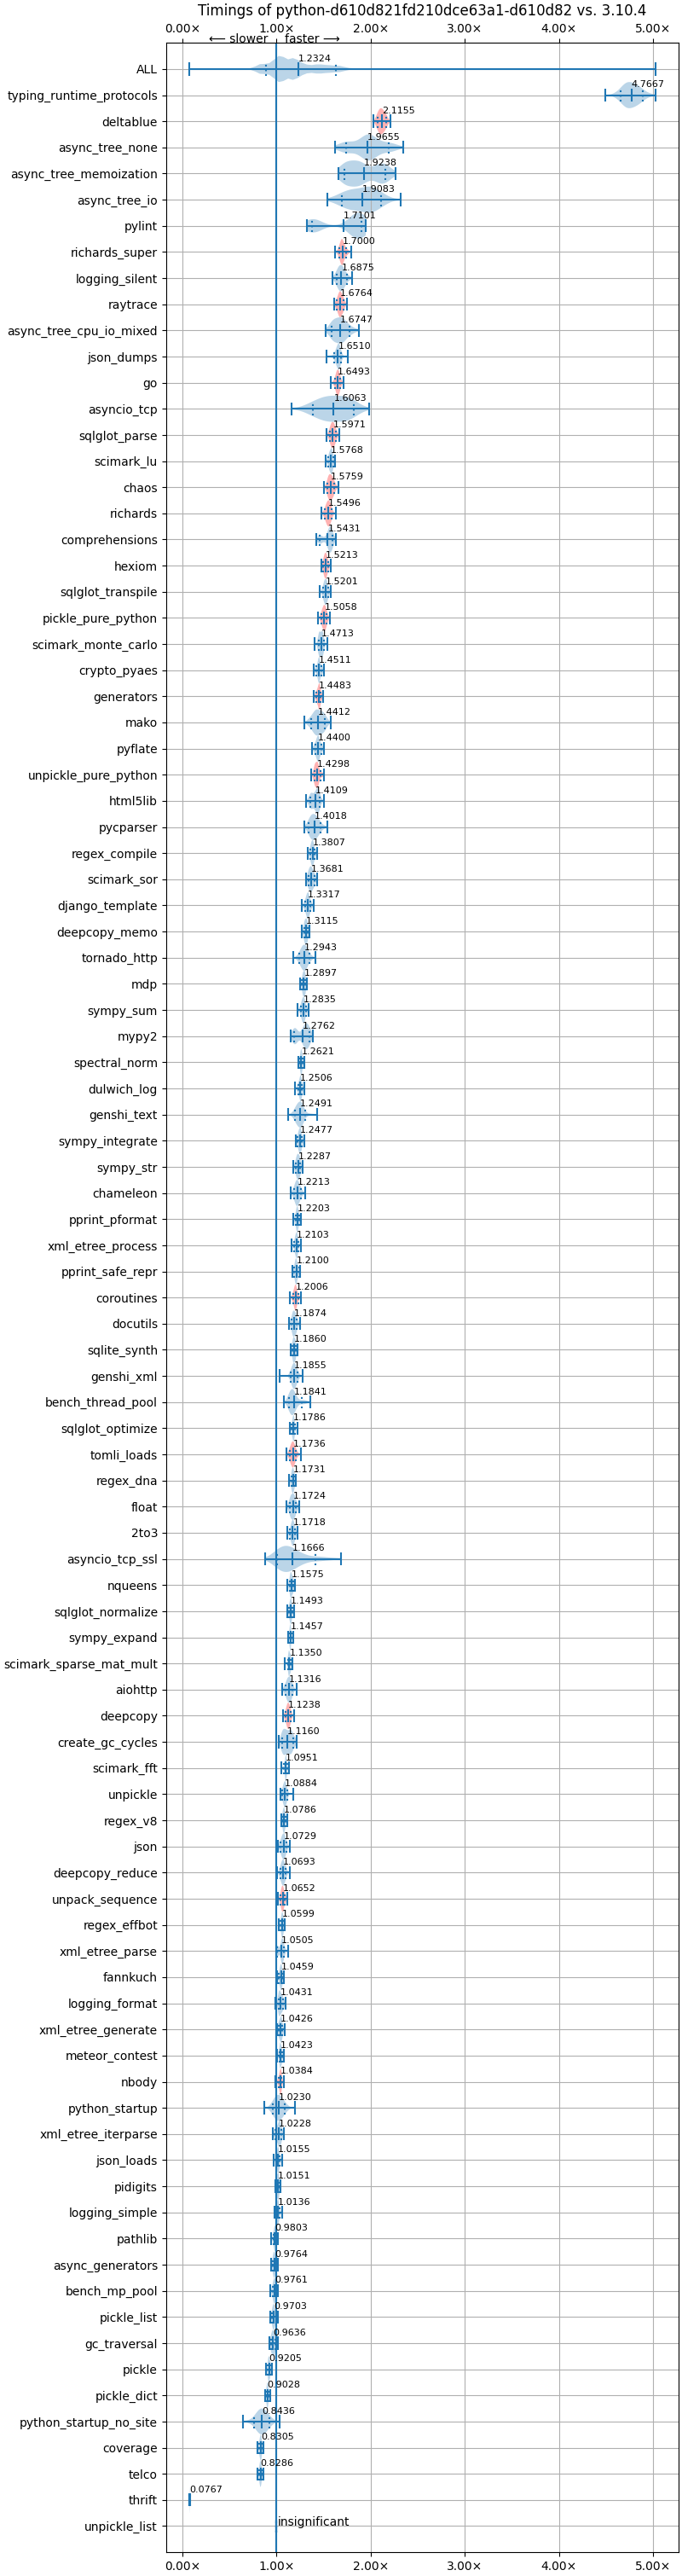 Timings of python-d610d821fd210dce63a1-d610d82 vs. 3.10.4
0.00× 1.00× 2.00× 3.00× 4.00× 5.00×
⟵ slower faster ⟶
ALL 1.2324
typing_runtime_protocols 4.7667
deltablue 2.1155
async_tree_none 1.9655
async_tree_memoization 1.9238
async_tree_io 1.9083
pylint 1.7101
richards_super 1.7000
logging_silent 1.6875
raytrace 1.6764
async_tree_cpu_io_mixed 1.6747
json_dumps 1.6510
go 1.6493
asyncio_tcp 1.6063
sqlglot_parse 1.5971
scimark_lu 1.5768
chaos 1.5759
richards 1.5496
comprehensions 1.5431
hexiom 1.5213
sqlglot_transpile 1.5201
pickle_pure_python 1.5058
scimark_monte_carlo 1.4713
crypto_pyaes 1.4511
generators 1.4483
mako 1.4412
pyflate 1.4400
unpickle_pure_python 1.4298
html5lib 1.4109
pycparser 1.4018
regex_compile 1.3807
scimark_sor 1.3681
django_template 1.3317
deepcopy_memo 1.3115
tornado_http 1.2943
mdp 1.2897
sympy_sum 1.2835
mypy2 1.2762
spectral_norm 1.2621
dulwich_log 1.2506
genshi_text 1.2491
sympy_integrate 1.2477
sympy_str 1.2287
chameleon 1.2213
pprint_pformat 1.2203
xml_etree_process 1.2103
pprint_safe_repr 1.2100
coroutines 1.2006
docutils 1.1874
sqlite_synth 1.1860
genshi_xml 1.1855
bench_thread_pool 1.1841
sqlglot_optimize 1.1786
tomli_loads 1.1736
regex_dna 1.1731
float 1.1724
2to3 1.1718
asyncio_tcp_ssl 1.1666
nqueens 1.1575
sqlglot_normalize 1.1493
sympy_expand 1.1457
scimark_sparse_mat_mult 1.1350
aiohttp 1.1316
deepcopy 1.1238
create_gc_cycles 1.1160
scimark_fft 1.0951
unpickle 1.0884
regex_v8 1.0786
json 1.0729
deepcopy_reduce 1.0693
unpack_sequence 1.0652
regex_effbot 1.0599
xml_etree_parse 1.0505
fannkuch 1.0459
logging_format 1.0431
xml_etree_generate 1.0426
meteor_contest 1.0423
nbody 1.0384
python_startup 1.0230
xml_etree_iterparse 1.0228
json_loads 1.0155
pidigits 1.0151
logging_simple 1.0136
pathlib 0.9803
async_generators 0.9764
bench_mp_pool 0.9761
pickle_list 0.9703
gc_traversal 0.9636
pickle 0.9205
pickle_dict 0.9028
python_startup_no_site 0.8436
coverage 0.8305
telco 0.8286
thrift 0.0767
unpickle_list insignificant
0.00× 1.00× 2.00× 3.00× 4.00× 5.00×